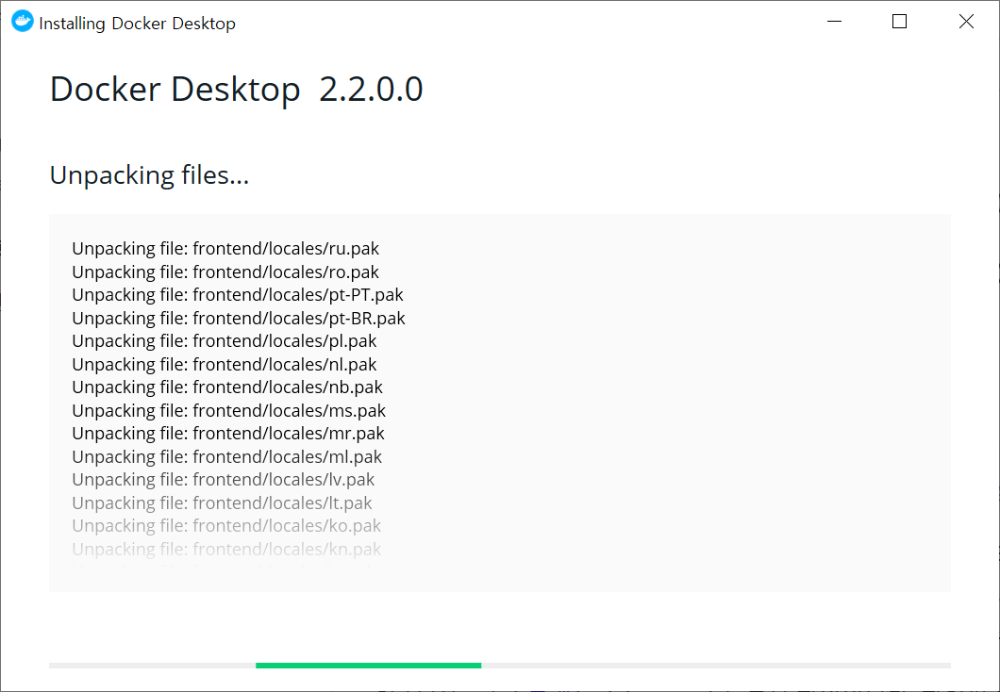 Installing Docker Desktop
Docker Desktop 2.2.0.0
Unpacking files...
Unpacking file: frontend/locales/ru.pak
Unpacking file: frontend/locales/ro.pak
Unpacking file: frontend/locales/pt-PT.pak
Unpacking file: frontend/locales/pt-BR.pak
Unpacking file: frontend/locales/pl.pak
Unpacking file: frontend/locales/nl.pak
Unpacking file: frontend/locales/nb.pak
Unpacking file: frontend/locales/ms.pak
Unpacking file: frontend/locales/mr.pak
Unpacking file: frontend/locales/ml.pak
Unpacking file: frontend/locales/lv.pak
Unpacking file: frontend/locales/lt.pak
Unpacking file: frontend/locales/ko.pak
Unpacking file: frontend/locales/kn.pak